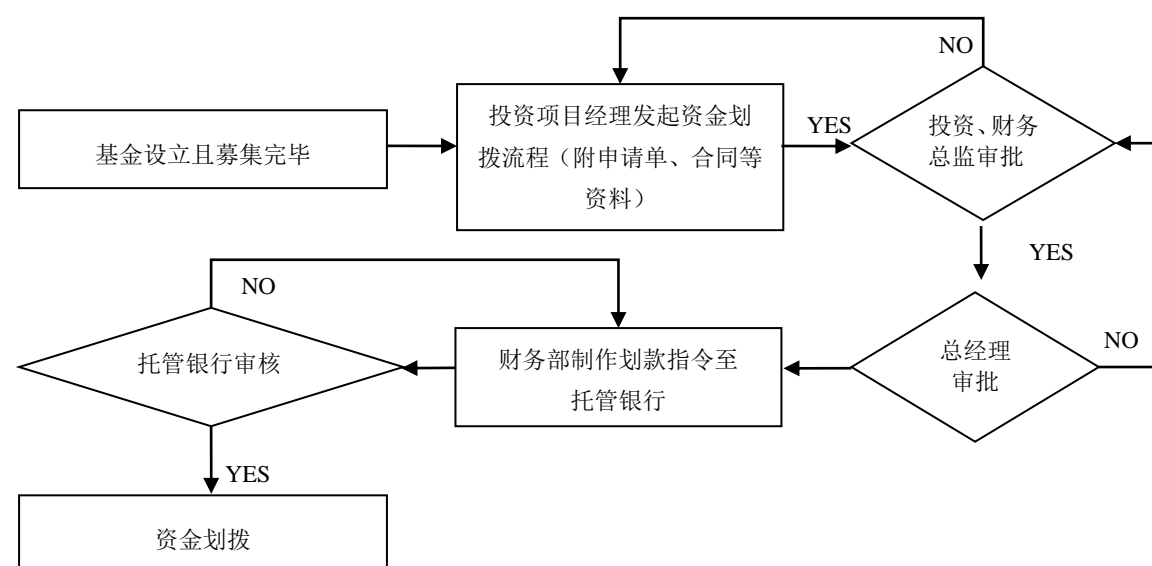 NO
基金设立且募集完毕
投资项目经理发起资金划
拨流程（附申请单、合同等
资料）
YES
投资、财务
总监审批
YES
NO
托管银行审核
财务部制作划款指令至
托管银行
总经理
审批
NO
YES
资金划拨